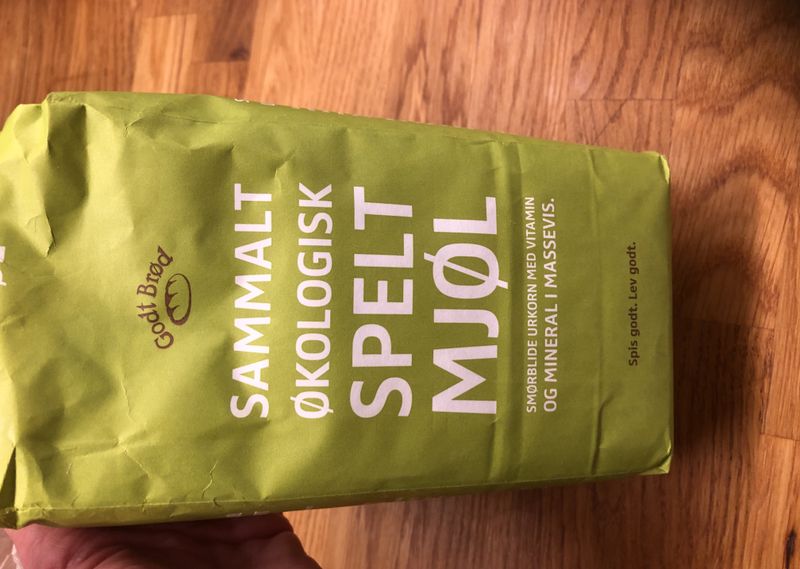 Godt Brød
SAMMALT
ØKOLOGISK
SPELT
MJØL
SMØRBLIDE URKORN MED VITAMIN
OG MINERAL I MASSEVIS.
Spis godt. Lev godt.